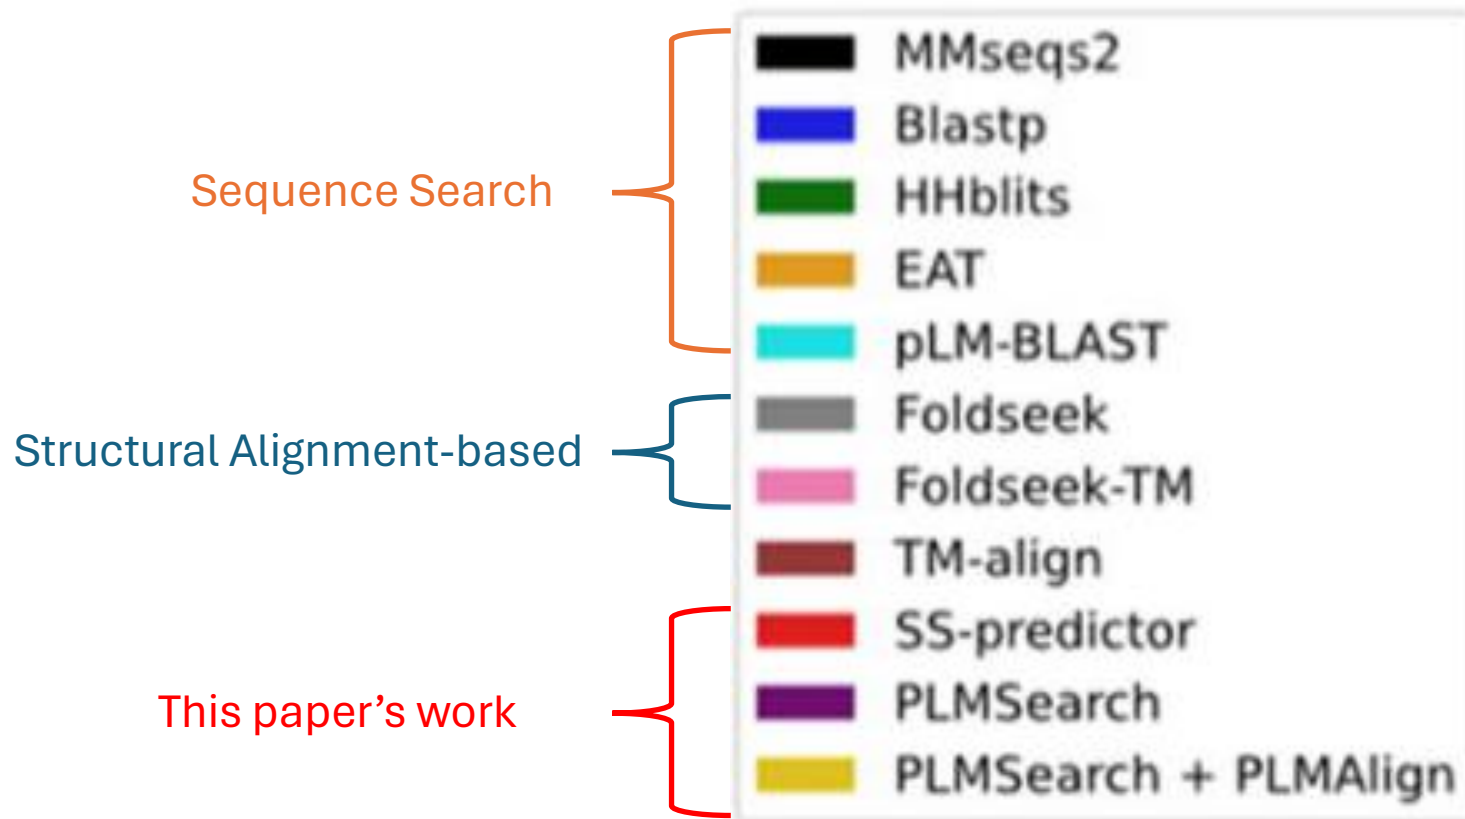 Sequence Search
Structural Alignment-based
This paper’s work
MMseqs2
Blastp
HHblits
EAT
pLM-BLAST
Foldseek
Foldseek-TM
TM-align
SS-predictor
PLMSearch
PLMSearch + PLMAlign